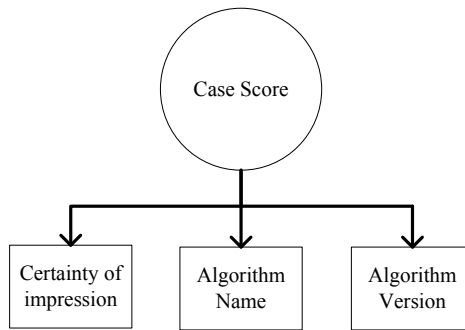 Case Score
Certainty of
impression
Algorithm
Name
Algorithm
Version